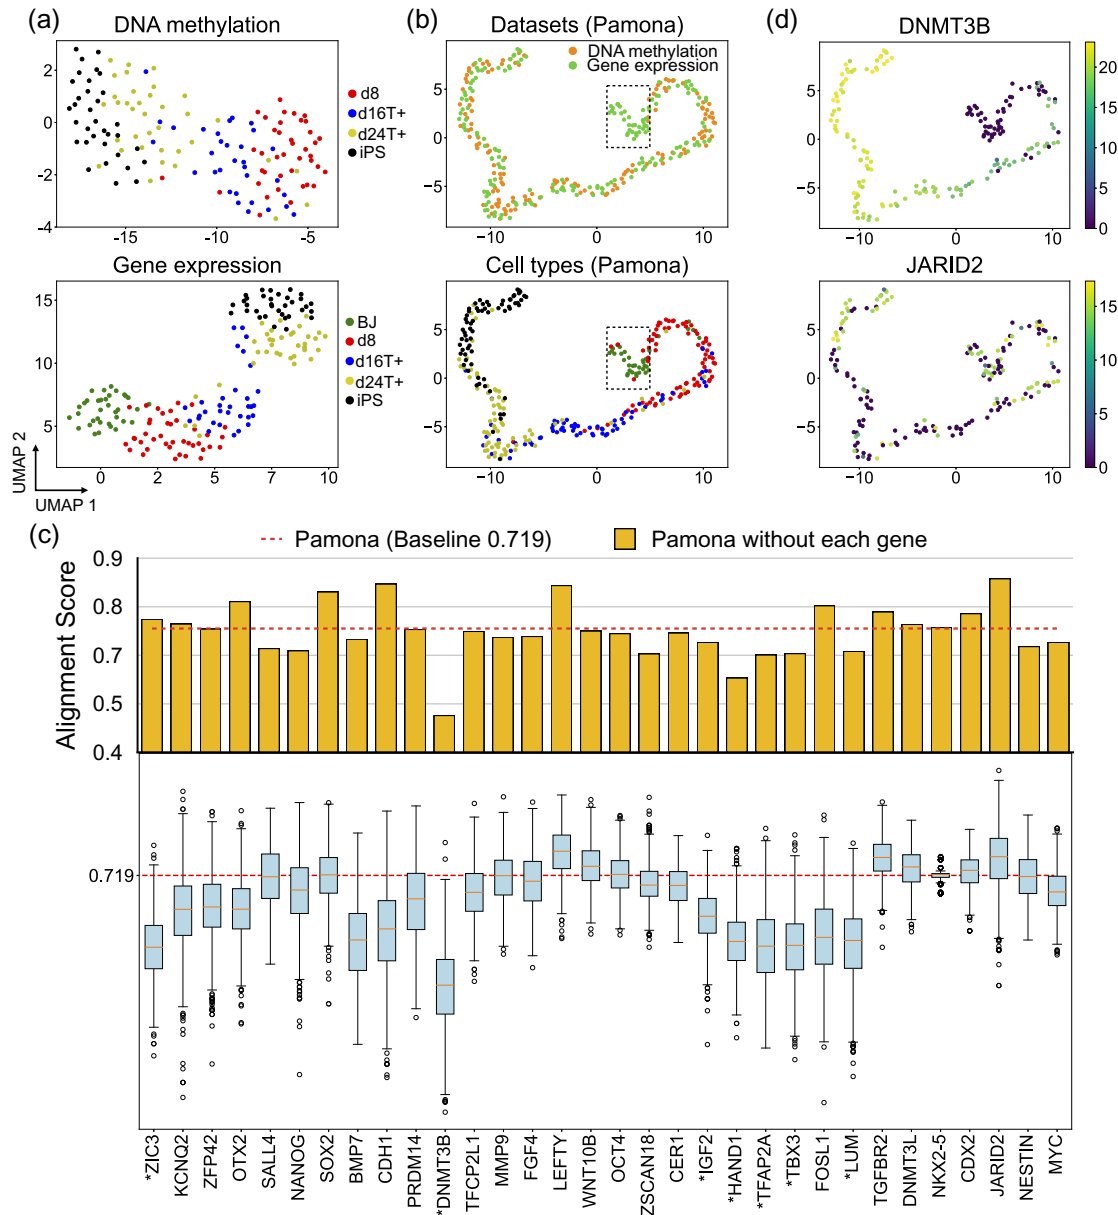 (a)
DNA methylation
2
0
-2
-4
-15
-10
-5
d8
d16T+
d24T+
iPS
Gene expression
15
10
5
0
2
5
7
10
BJ
d8
d16T+
d24T+
iPS
UMAP 2
UMAP 1
(b)
Datasets (Pamona)
DNA methylation
Gene expression
5
0
−5
−10
0
10
Cell types (Pamona)
5
0
−5
−10
0
10
(d)
DNMT3B
5
0
−5
−10
0
10
20
15
10
5
0
JARID2
5
0
−5
−10
0
10
15
10
5
0
(c)
Pamona (Baseline 0.719)
Pamona without each gene
Alignment Score
0.9
0.8
0.7
0.5
0.4
0.719
*ZIC3
KCNQ2
ZFP42
OTX2
SALL4
NANOG
SOX2
BMP7
CDH1
PRDM14
*DNMT3B
TFCP2L1
MMP9
FGF4
LEFTY
WNT10B
OCT4
ZSCAN18
CER1
*IGF2
*HAND1
*TFAP2A
*TBX3
FOSL1
*LUM
TGFBR2
DNMT3L
NKX2-5
CDX2
JARID2
NESTIN
MYC